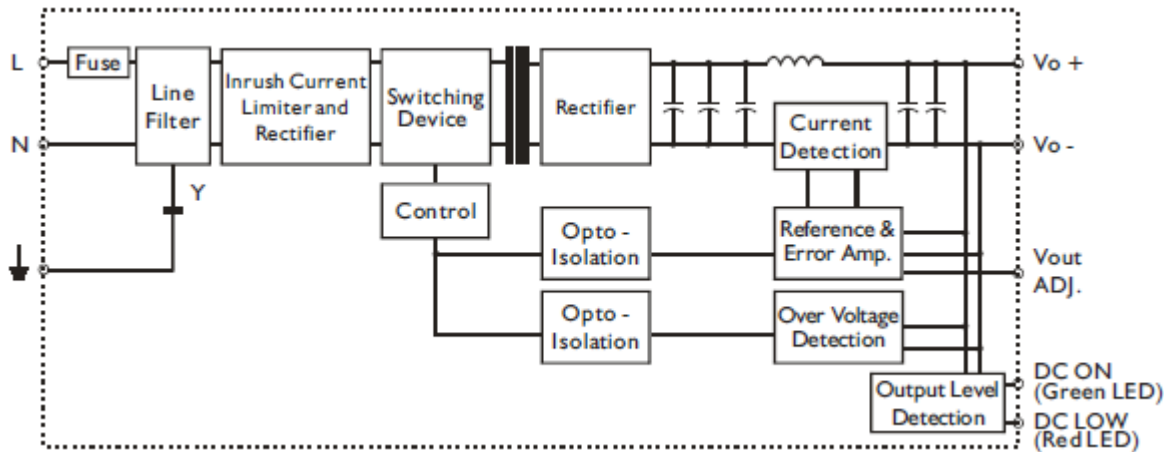 L
Fuse
Line
Filter
Inrush Current
Limiter and
Rectifier
Switching
Device
Rectifier
Vo +
N
Current
Detection
Vo -
Y
Control
Opto -
Isolation
Reference &
Error Amp.
Vout
ADJ.
Opto -
Isolation
Over Voltage
Detection
Output Level
Detection
DC ON
(Green LED)
DC LOW
(Red LED)